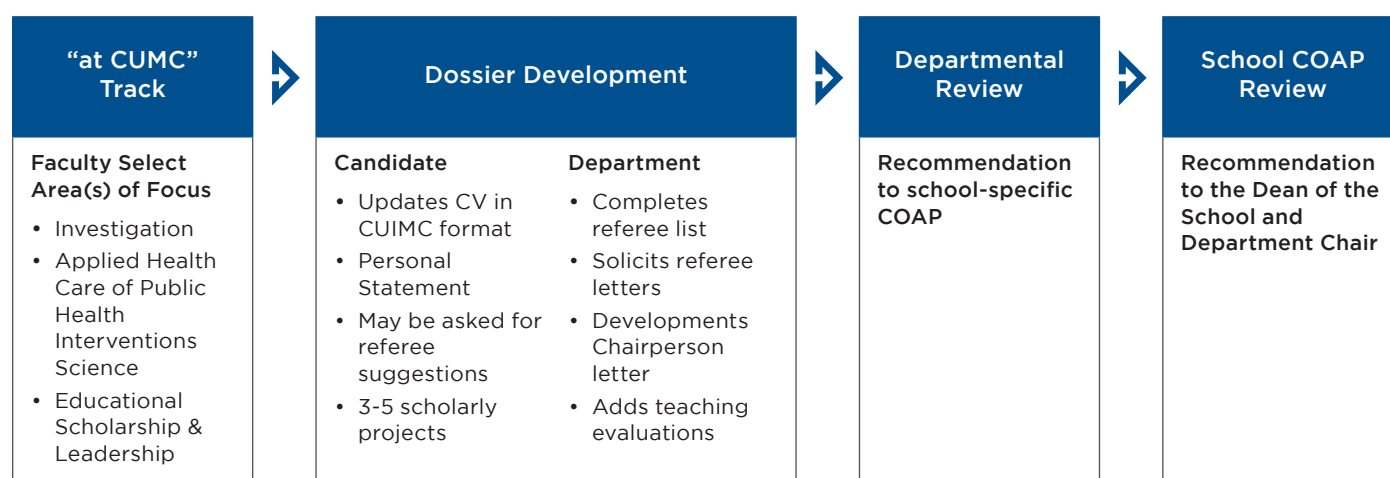 “at CUMC”
Track
Dossier Development
Departmental
Review
School COAP
Review
Faculty Select
Area(s) of Focus
• Investigation
• Applied Health
Care of Public
Health
Interventions
Science
• Educational
Scholarship &
Leadership
Candidate
• Updates CV in
CUIMC format
• Personal
Statement
• May be asked for
referee
suggestions
• 3-5 scholarly
projects
Department
• Completes
referee list
• Solicits referee
letters
• Developments
Chairperson
letter
• Adds teaching
evaluations
Recommendation
to school-specific
COAP
Recommendation
to the Dean of the
School and
Department Chair